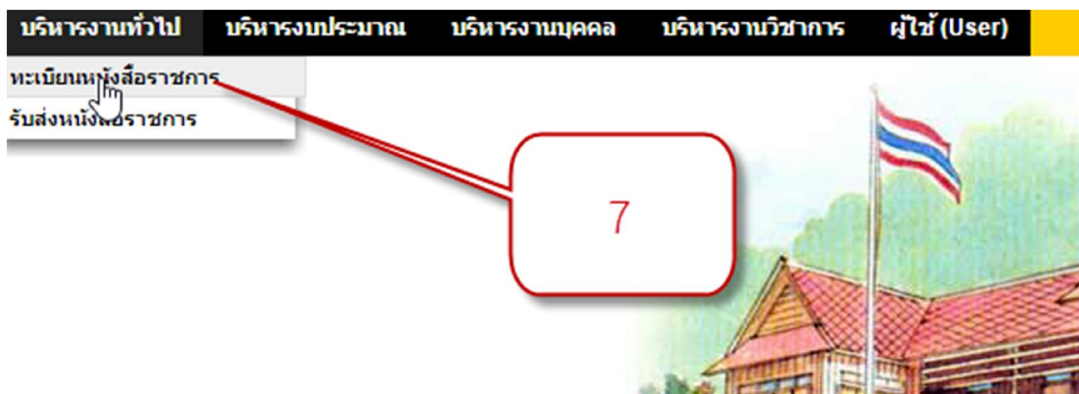 บริหารงานทั่วไป บริหารงบประมาณ บริหารงานบุคคล บริหารงานวิชาการ ผู้ใช้ (User)
ทะเบียนหนังสือราชการ
รับส่งหนังสือราชการ
7